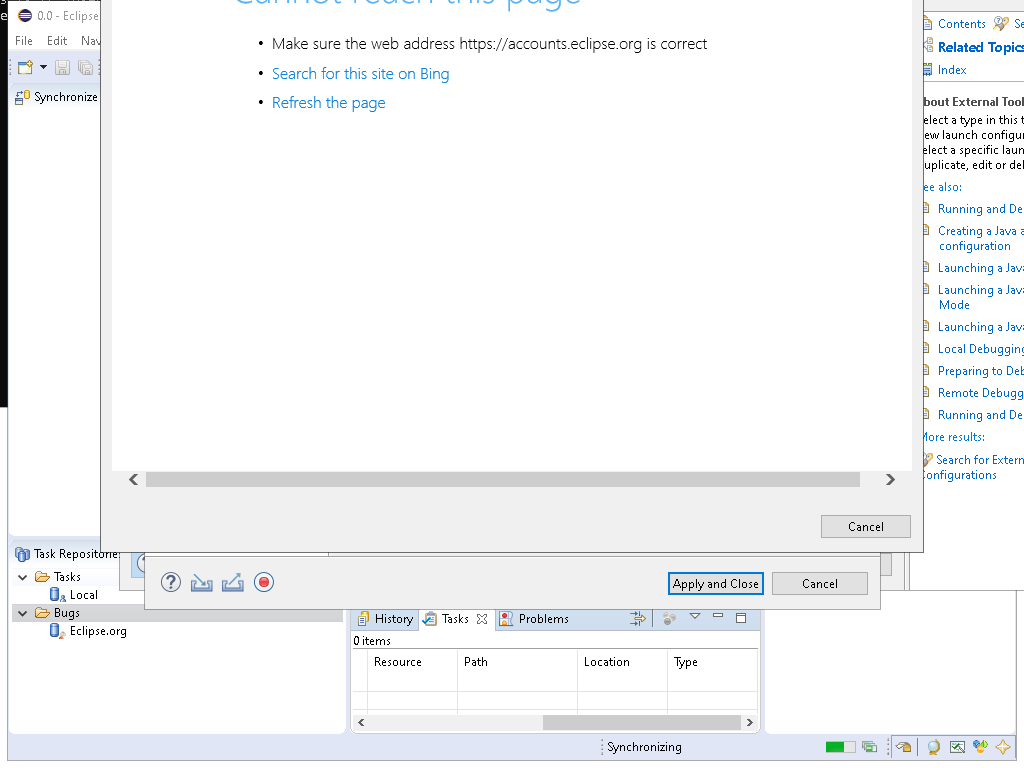 0.0 - Eclipse
File Edit Nav
Synchronize
Cannot reach this page
• Make sure the web address https://accounts.eclipse.org is correct
• Search for this site on Bing
• Refresh the page
Cancel
Contents Se
Related Topics
Index
bout External Tool
elect a type in this t
ew launch configur
elect a specific laun
uplicate, edit or del
ee also:
Running and De
Creating a Java a
configuration
Launching a Java
Launching a Java
Mode
Launching a Java
Local Debugging
Preparing to Deb
Remote Debugg
Running and De
More results:
Search for Extern
Configurations
Apply and Close Cancel
Task Repositorie
Tasks
Local
Bugs
Eclipse.org
History Tasks Problems
0 items
Resource Path Location Type
Synchronizing